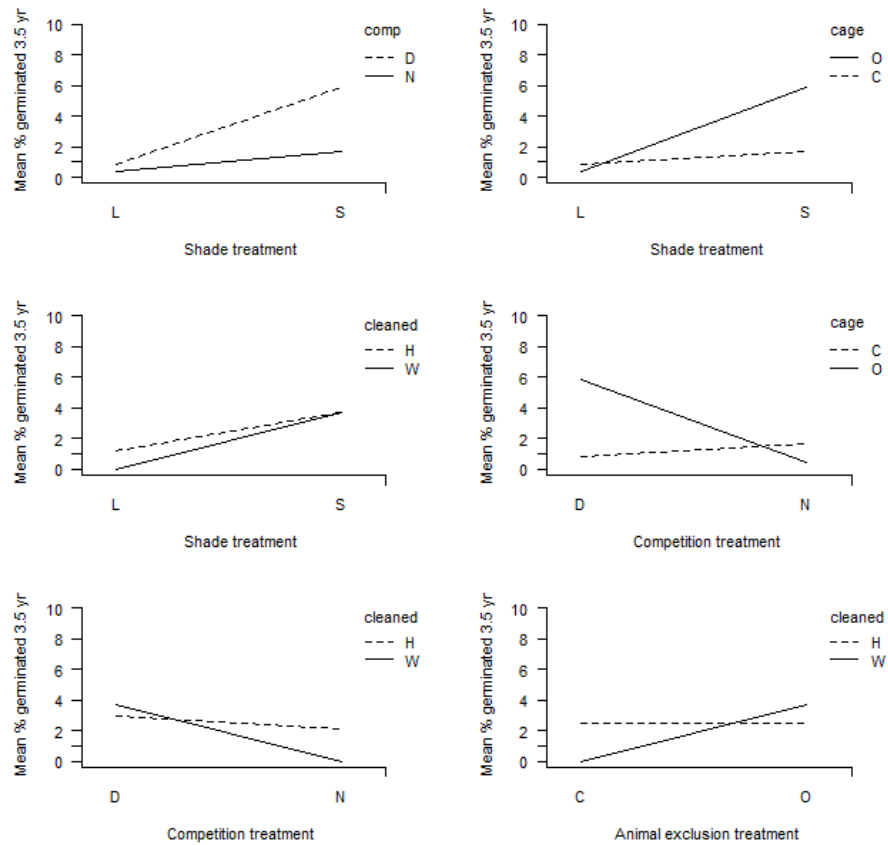 Mean % germinated 3.5 yr
10
8
6
4
2
0
L
S
Shade treatment
comp
D
N
Mean % germinated 3.5 yr
10
8
6
4
2
0
L
S
Shade treatment
cage
O
C
Mean % germinated 3.5 yr
10
8
6
4
2
0
L
S
Shade treatment
cleaned
H
W
Mean % germinated 3.5 yr
10
8
6
4
2
0
D
N
Competition treatment
cage
C
O
Mean % germinated 3.5 yr
10
8
6
4
2
0
D
N
Competition treatment
cleaned
H
W
Mean % germinated 3.5 yr
10
8
6
4
2
0
C
O
Animal exclusion treatment
cleaned
H
W